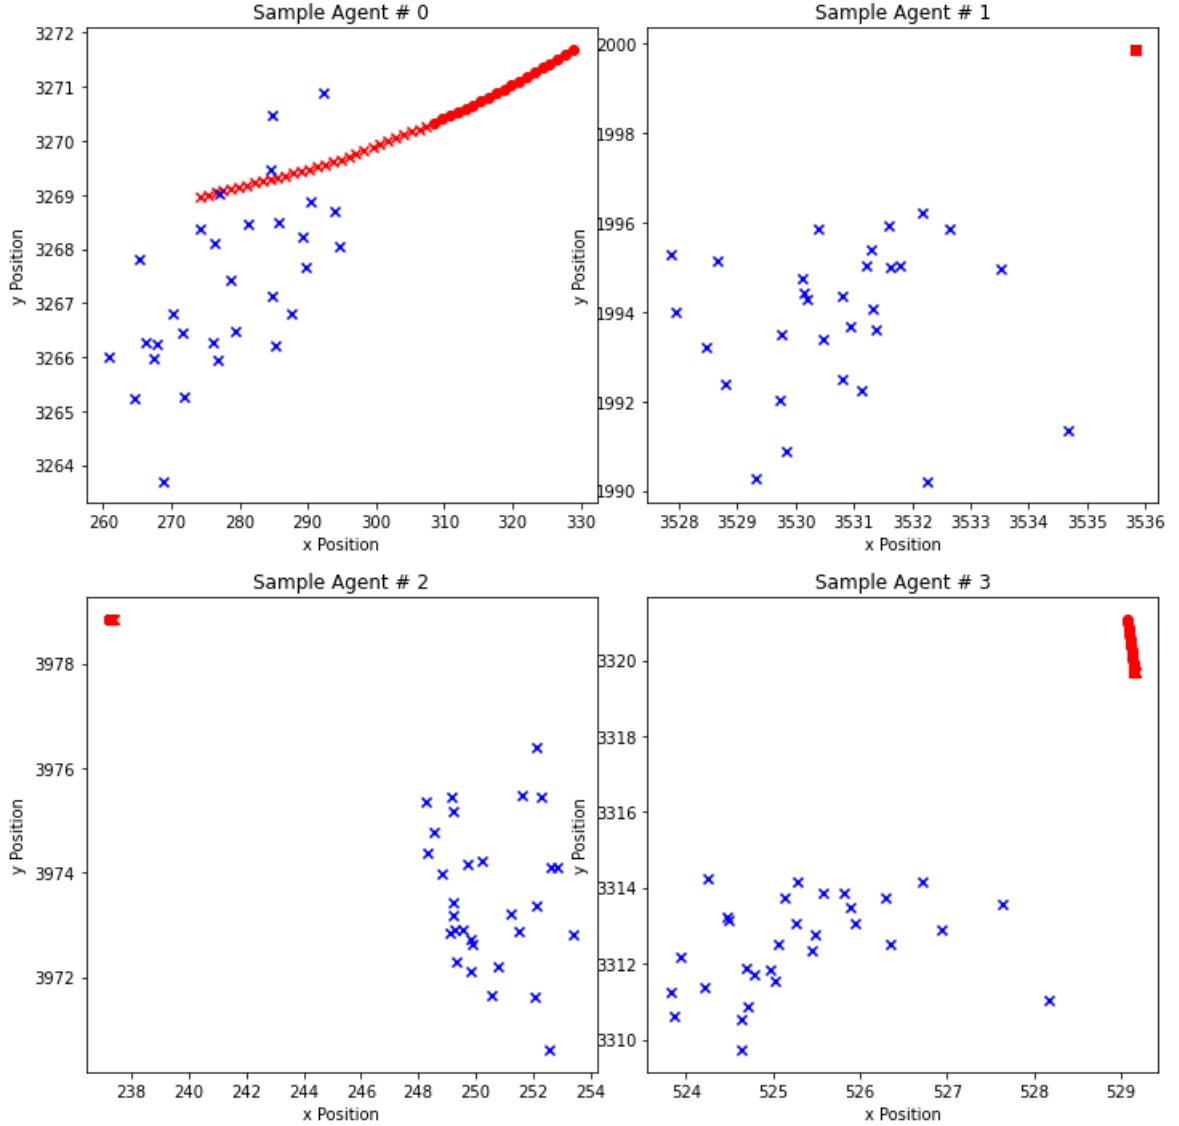 Sample Agent # 0
3272
3271
3270
3269
3268
3267
3266
3265
3264
y Position
260 270 280 290 300 310 320 330
x Position
Sample Agent # 1
2000
1998
1996
1994
1992
1990
y Position
3528 3529 3530 3531 3532 3533 3534 3535 3536
x Position
Sample Agent # 2
3978
3976
3974
3972
y Position
238 240 242 244 246 248 250 252 254
x Position
Sample Agent # 3
3320
3318
3316
3314
3312
3310
y Position
524 525 526 527 528 529
x Position